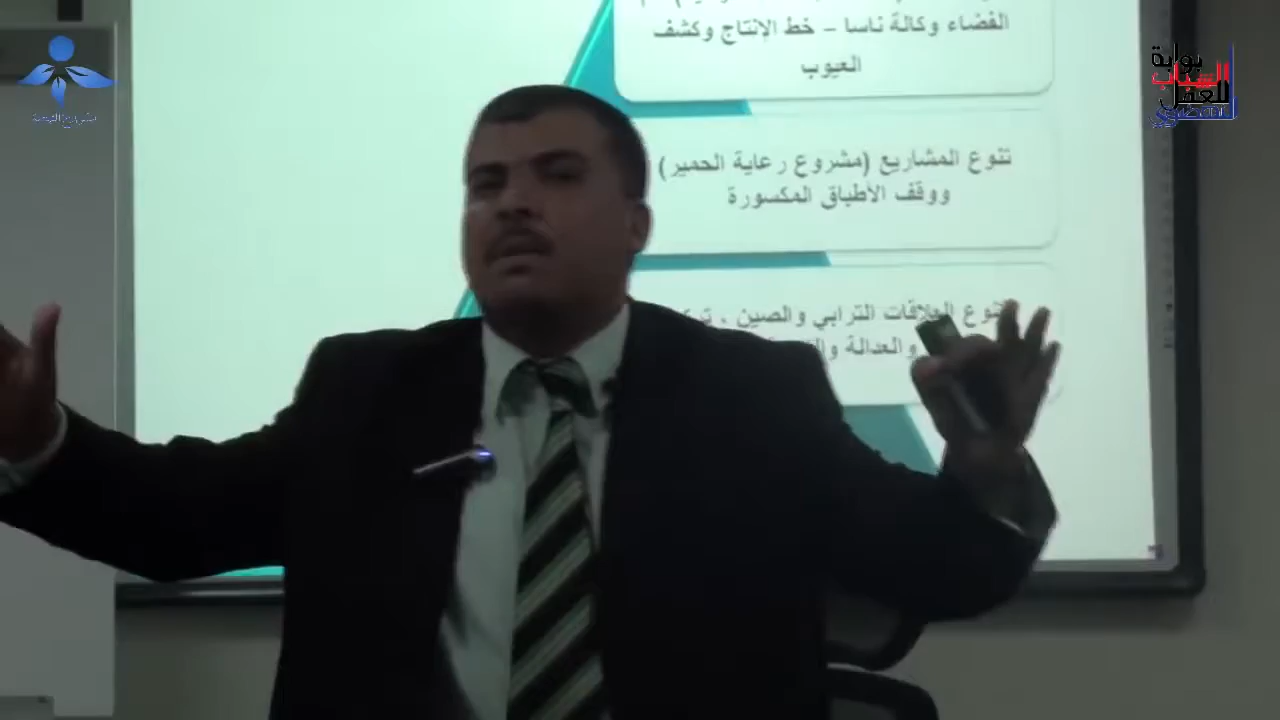 الفضاء وكالة ناسا – خط الإنتاج وكشف
العيوب
تنوع المشاريع (مشروع رعاية الحمير)
ووقف الأطباق المكسورة
تنوع العلاقات الترابي والصين ،
والعدالة
بوابة
الشباب
للعمل